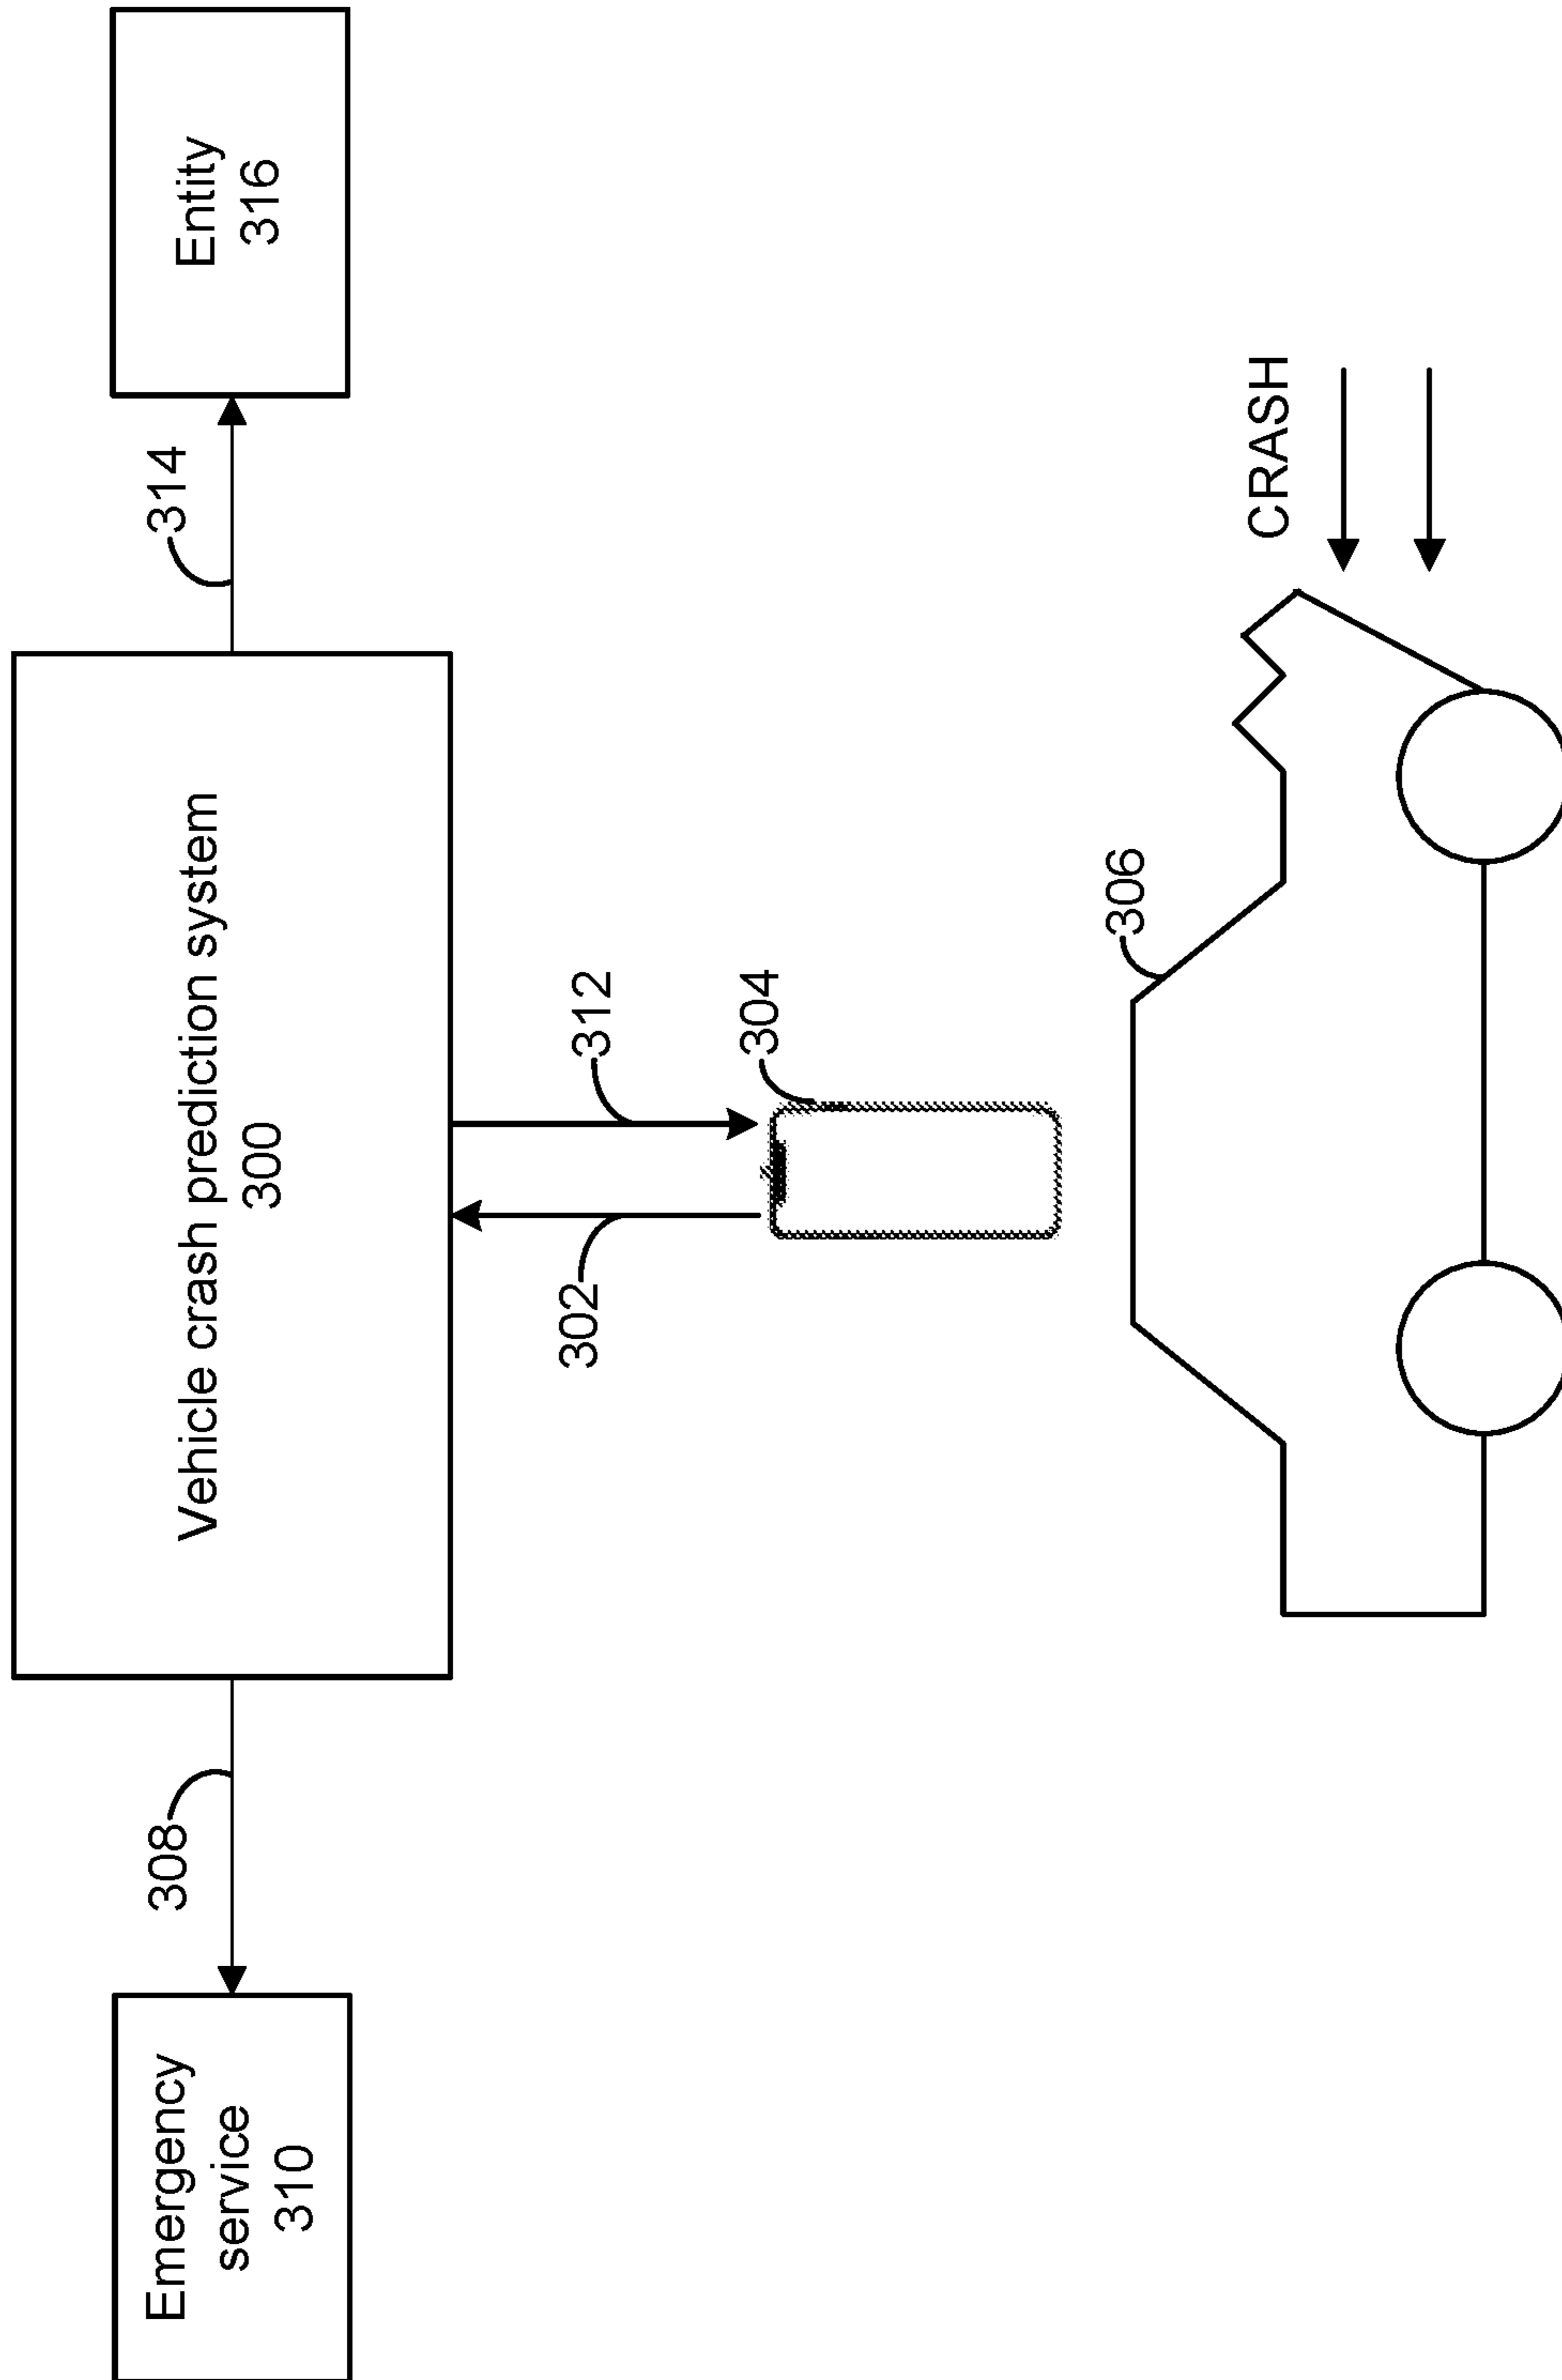 Emergency
service
310
308
Vehicle crash prediction system
300
314
Entity
316
302
312
304
306
CRASH